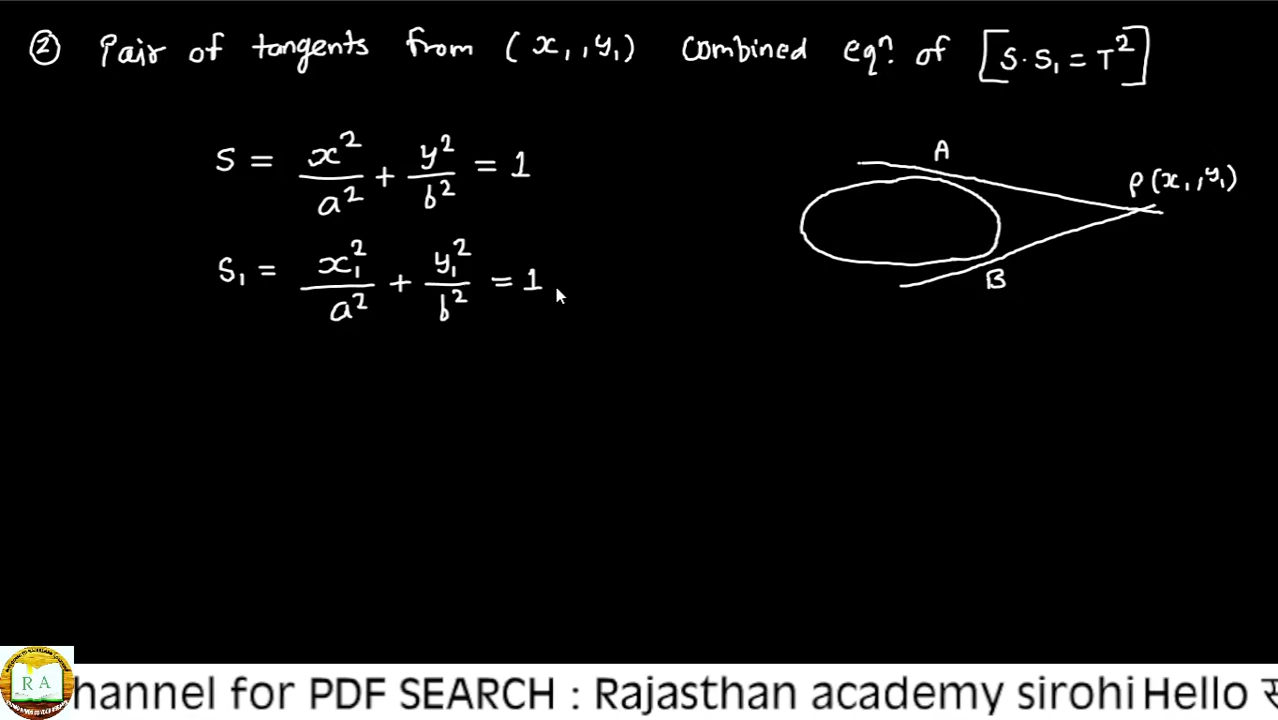 ② Pair of tangents from (x₁, y₁) combined eqn. of [S·S₁ = T²]
S = x²/a² + y²/b² = 1
A
P(x₁, y₁)
S₁ = x₁²/a² + y₁²/b² = 1
B
R A
hannel for PDF SEARCH : Rajasthan academy sirohi Hello